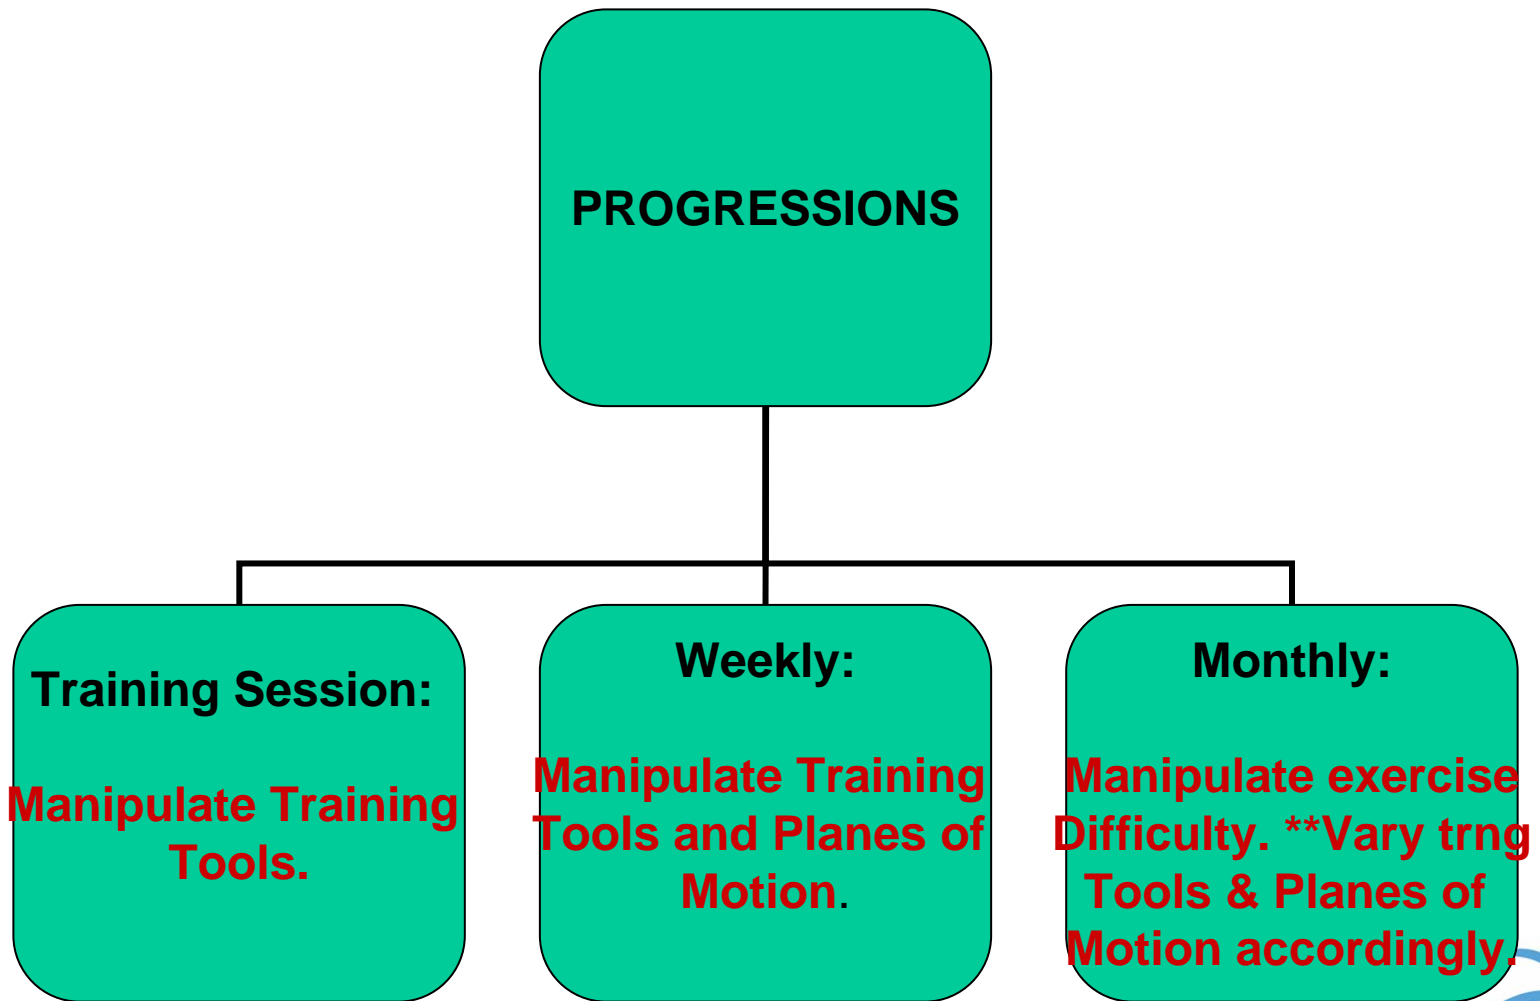 PROGRESSIONS
Training Session:
Manipulate Training
Tools.
Weekly:
Manipulate Training
Tools and Planes of
Motion.
Monthly:
Manipulate exercise
Difficulty. **Vary trng
Tools & Planes of
Motion accordingly.